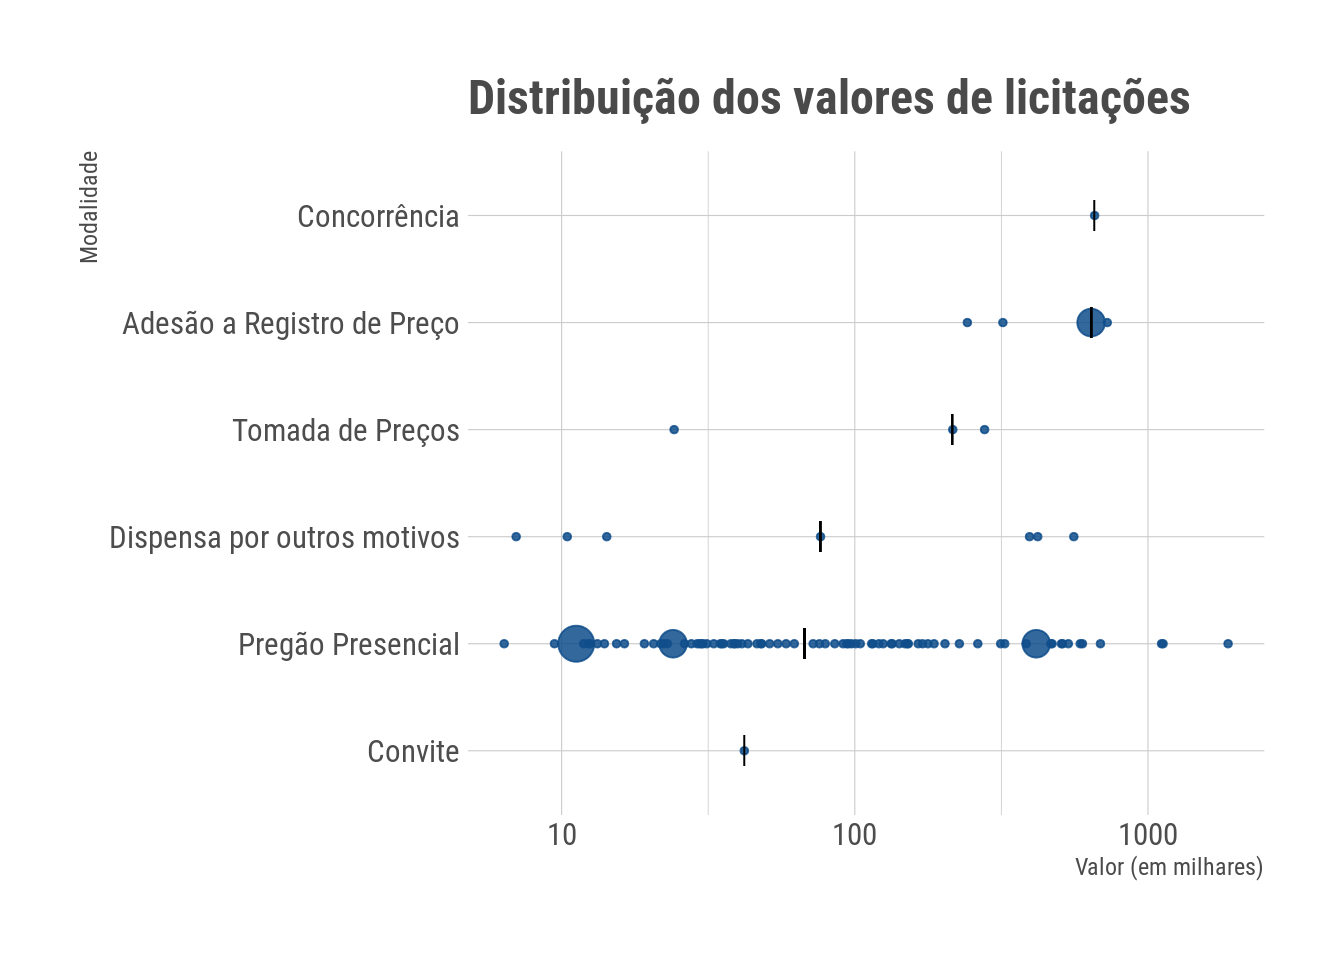 Distribuição dos valores de licitações
Modalidade
Concorrência
Adesão a Registro de Preço
Tomada de Preços
Dispensa por outros motivos
Pregão Presencial
Convite
10 100 1000
Valor (em milhares)